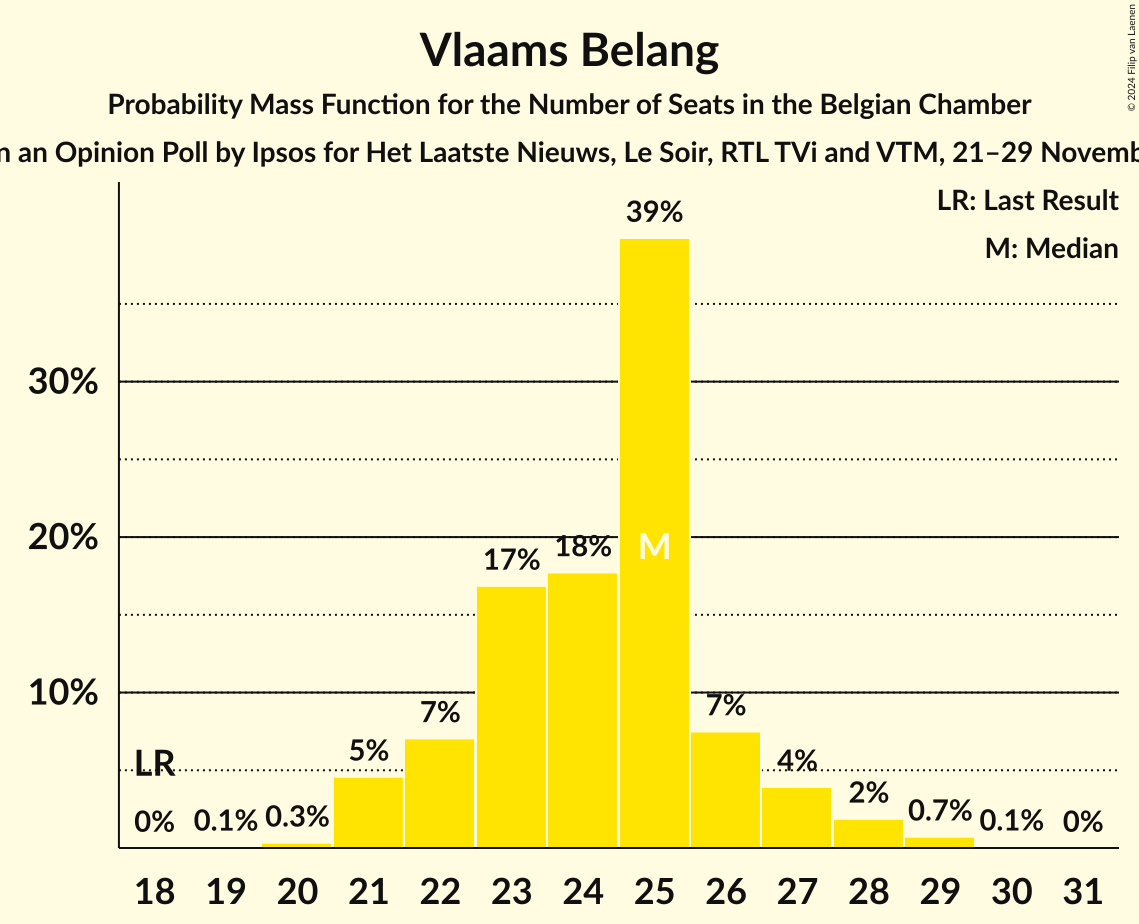 © 2024 Filip van Laenen
Vlaams Belang
Probability Mass Function for the Number of Seats in the Belgian Chamber
an Opinion Poll by Ipsos for Het Laatste Nieuws, Le Soir, RTL TVi and VTM, 21–29
LR: Last Result
M: Median
39%
30%
20%
M
18%
17%
10%
7%
7%
5%
4%
LR
2%
0%
0.1%
0.3%
0.7%
0.1%
0%
18 19 20 21 22 23 24 25 26 27 28 29 30 31